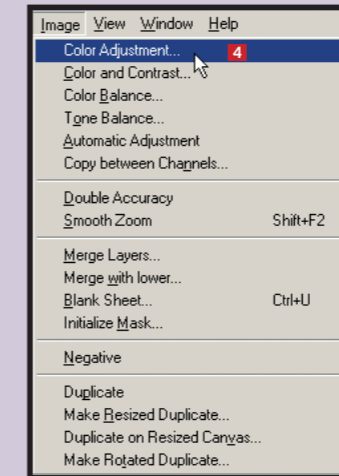 Image View Window Help
Color Adjustment... 4
Color and Contrast...
Color Balance...
Tone Balance...
Automatic Adjustment
Copy between Channels...
Double Accuracy
Smooth Zoom Shift+F2
Merge Layers...
Merge with lower...
Blank Sheet... Ctrl+U
Initialize Mask...
Negative
Duplicate
Make Resized Duplicate...
Duplicate on Resized Canvas...
Make Rotated Duplicate...